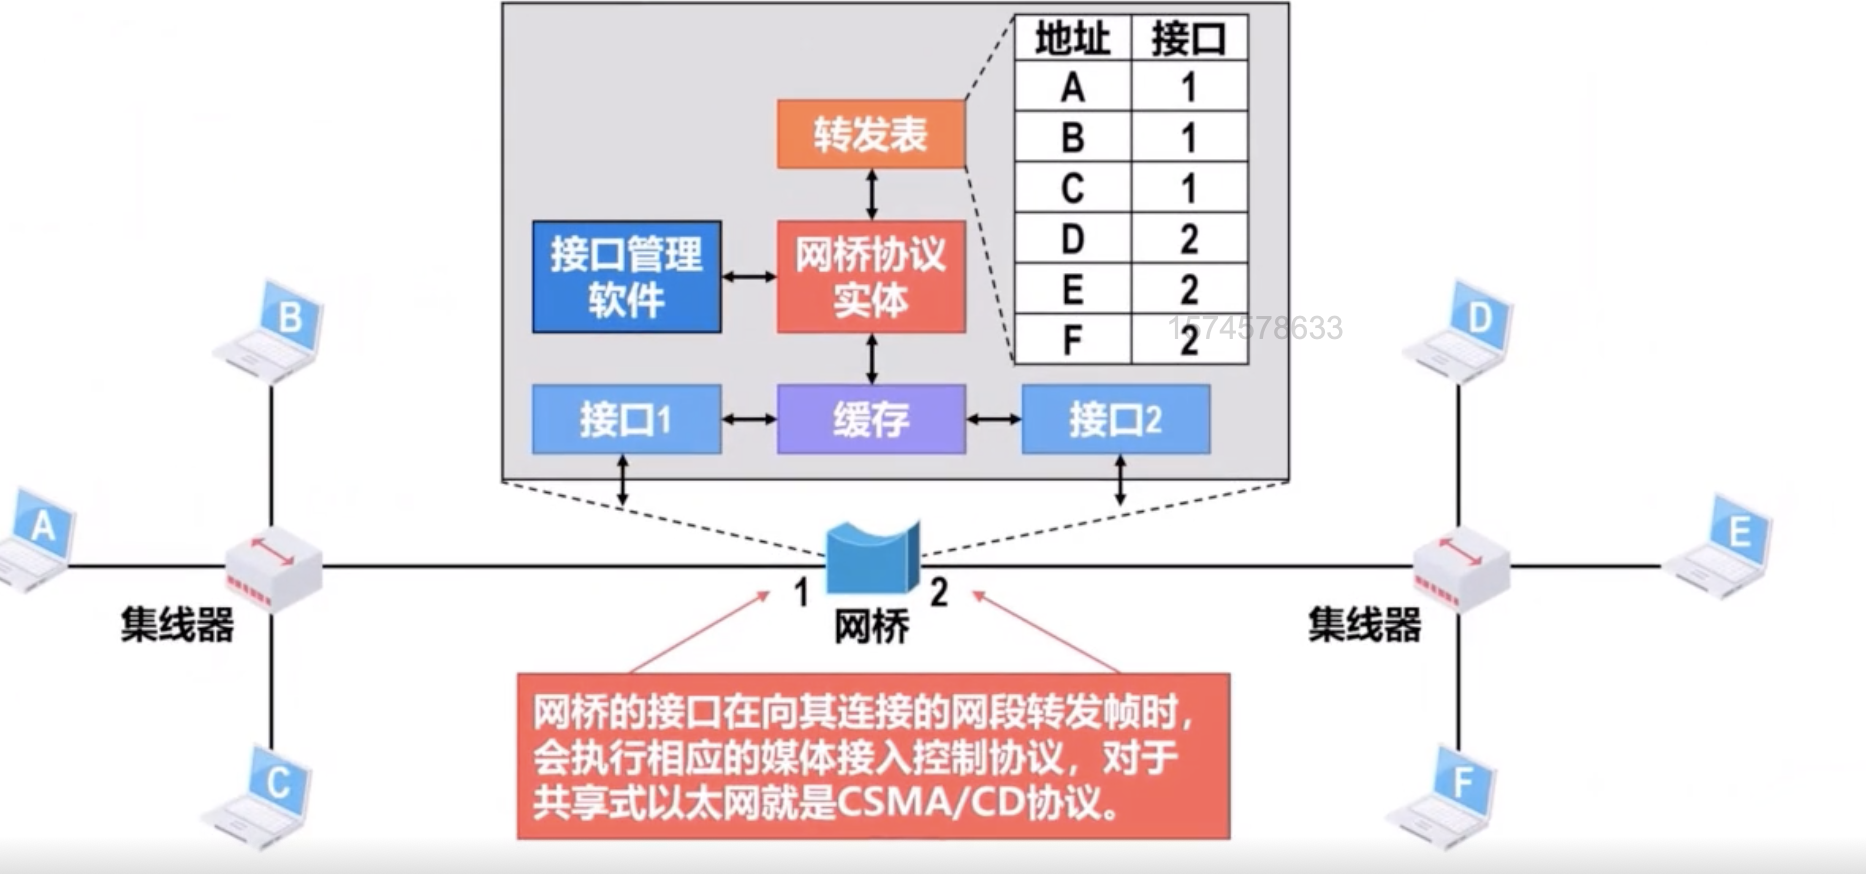 地址 接口
A 1
B 1
C 1
D 2
E 2
F 2
转发表
接口管理
软件
网桥协议
实体
接口1
缓存
接口2
1574578633
B
D
A
E
1
2
网桥
集线器
集线器
C
F
网桥的接口在向其连接的网段转发帧时，
会执行相应的媒体接入控制协议，对于
共享式以太网就是CSMA/CD协议。